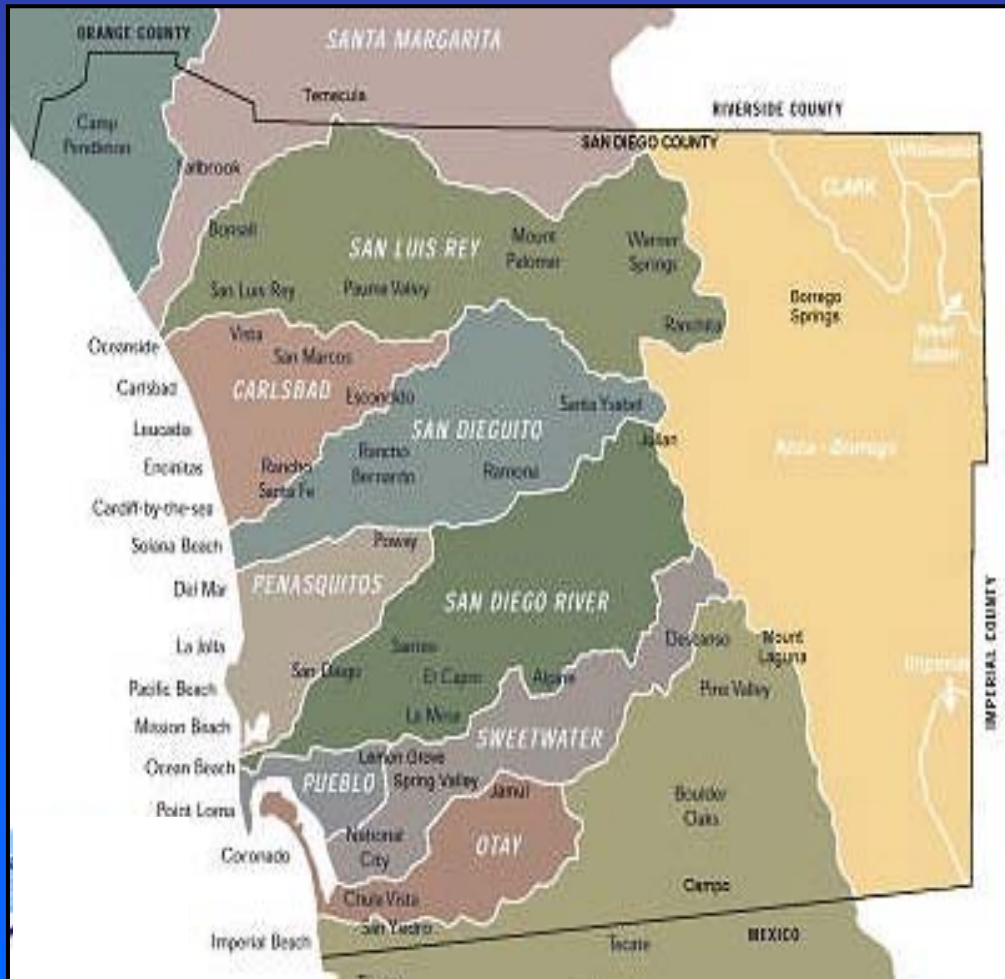 ORANGE COUNTY
SANTA MARGARITA
Temecula
RIVERSIDE COUNTY
Camp
Pendleton
SAN DIEGO COUNTY
Fallbrook
CLARK
Bonsall
SAN LUIS REY
Mount
Palomar
Warner
Springs
San Luis Rey
Pauma Valley
Borrego
Springs
Ranchita
West
Salton
Oceanside
Vista
San Marcos
Carlsbad
CARLSBAD
Escondido
Santa Ysabel
Leucadia
SAN DIEGUITO
Julian
Anza - Borrego
Encinitas
Rancho
Santa Fe
Rancho
Bernardo
Ramona
Cardiff-by-the-sea
Solana Beach
Poway
Del Mar
PENASQUITOS
SAN DIEGO RIVER
La Jolla
Santee
Descanso
Mount
Laguna
San Diego
El Cajon
Alpine
Imperial
IMPERIAL COUNTY
Pacific Beach
Pine Valley
La Mesa
Mission Beach
SWEETWATER
Ocean Beach
Lemon Grove
PUEBLO
Spring Valley
Jamul
Boulder
Oaks
Point Loma
National
City
OTAY
Coronado
Campo
Chula Vista
San Ysidro
Imperial Beach
Tecate
MEXICO